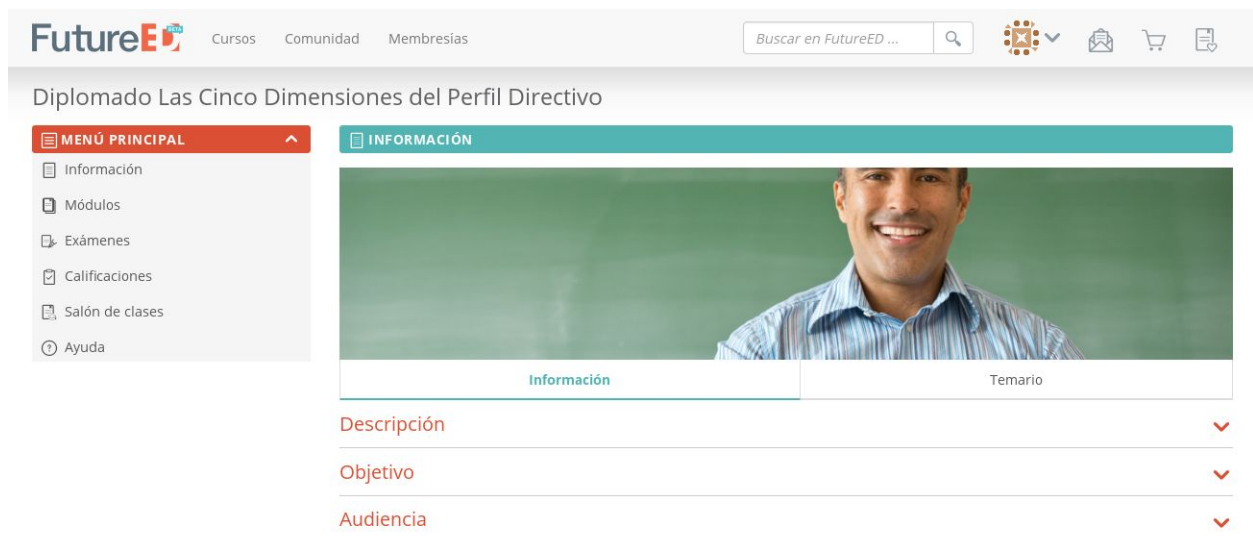 FutureED BETA
Cursos Comunidad Membresias
Buscar en FutureED ...
Diplomado Las Cinco Dimensiones del Perfil Directivo
MENÚ PRINCIPAL
Información
Módulos
Exámenes
Calificaciones
Salón de clases
Ayuda
INFORMACIÓN
Información Temario
Descripción
Objetivo
Audiencia